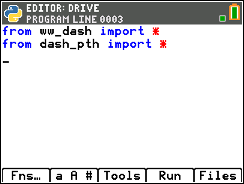 EDITOR: DRIVE
PROGRAM LINE 0003
from ww_dash import *
from dash_pth import *
_
Fns… a A # Tools Run Files